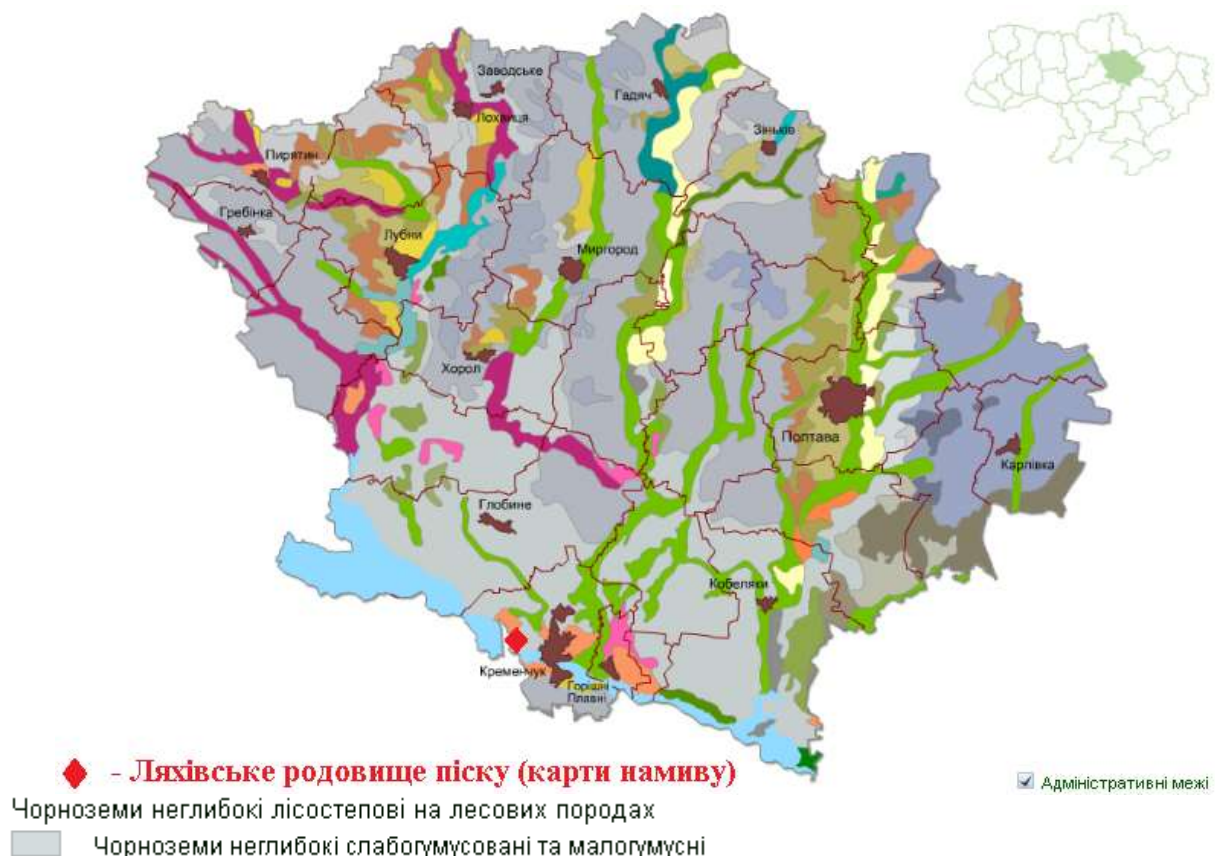 Заводське
Гадяч
Лохвиця
Зіньків
Пирятин
Гребінка
Лубни
Миргород
Хорол
Полтава
Карлівка
Глобине
Кобеляки
Кременчук
Горішні
Плавні
- Ляхівське родовище піску (карти намиву)
Адміністративні межі
Чорноземи неглибокі лісостепові на лесових породах
Чорноземи неглибокі слабогумусовані та малогумусні